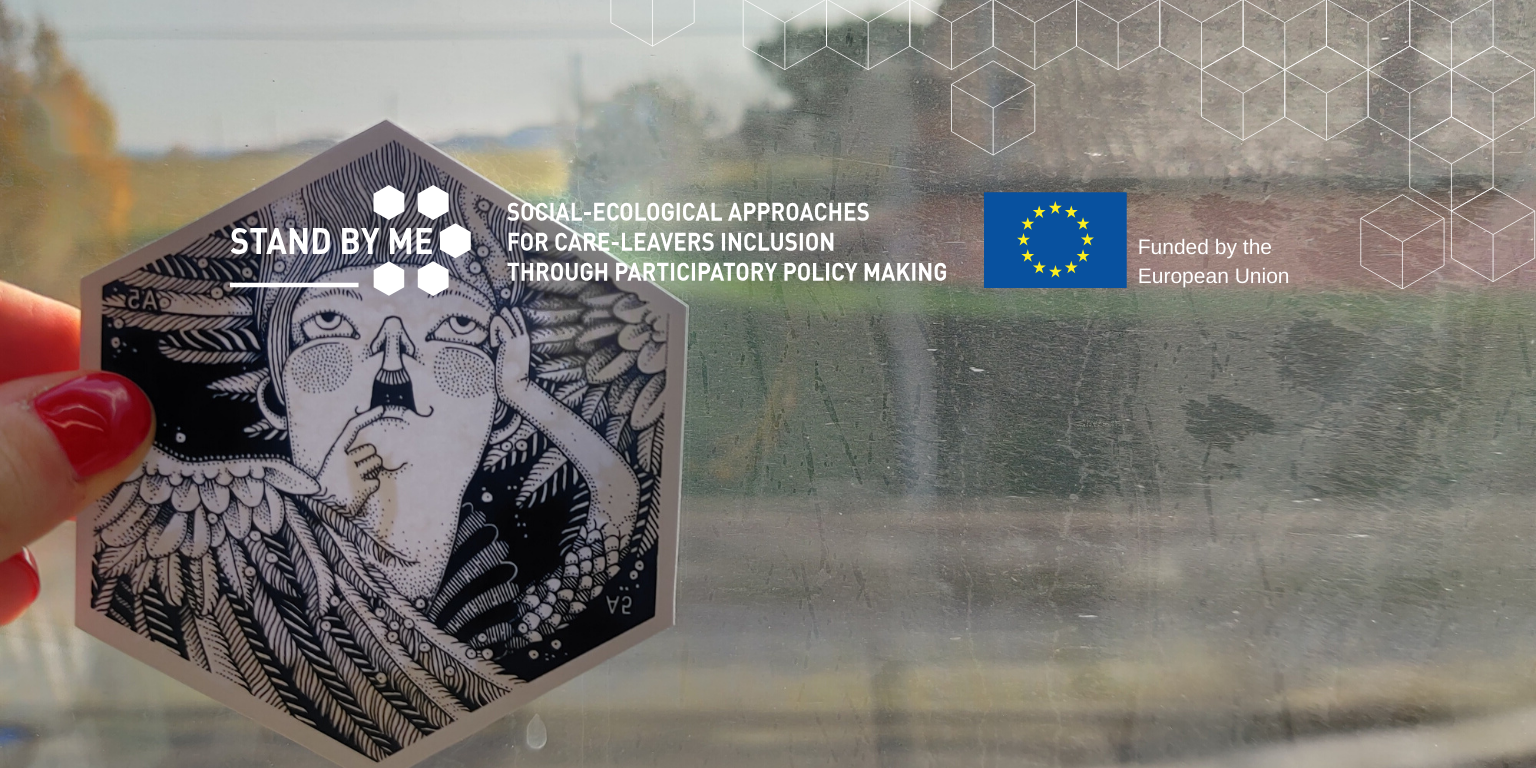 STAND BY ME
SOCIAL-ECOLOGICAL APPROACHES
FOR CARE-LEAVERS INCLUSION
THROUGH PARTICIPATORY POLICY MAKING
Funded by the
European Union